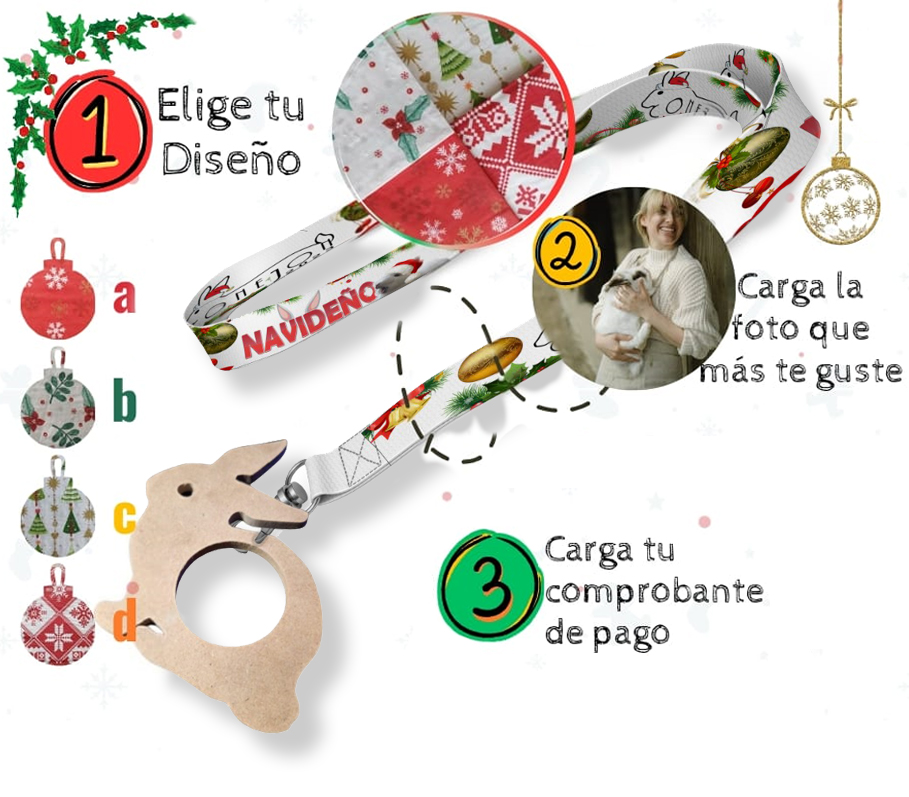 1
Elige tu
Diseño
2
Carga la
foto que
más te guste
a
b
c
d
NAVIDEÑO
3
Carga tu
comprobante
de pago